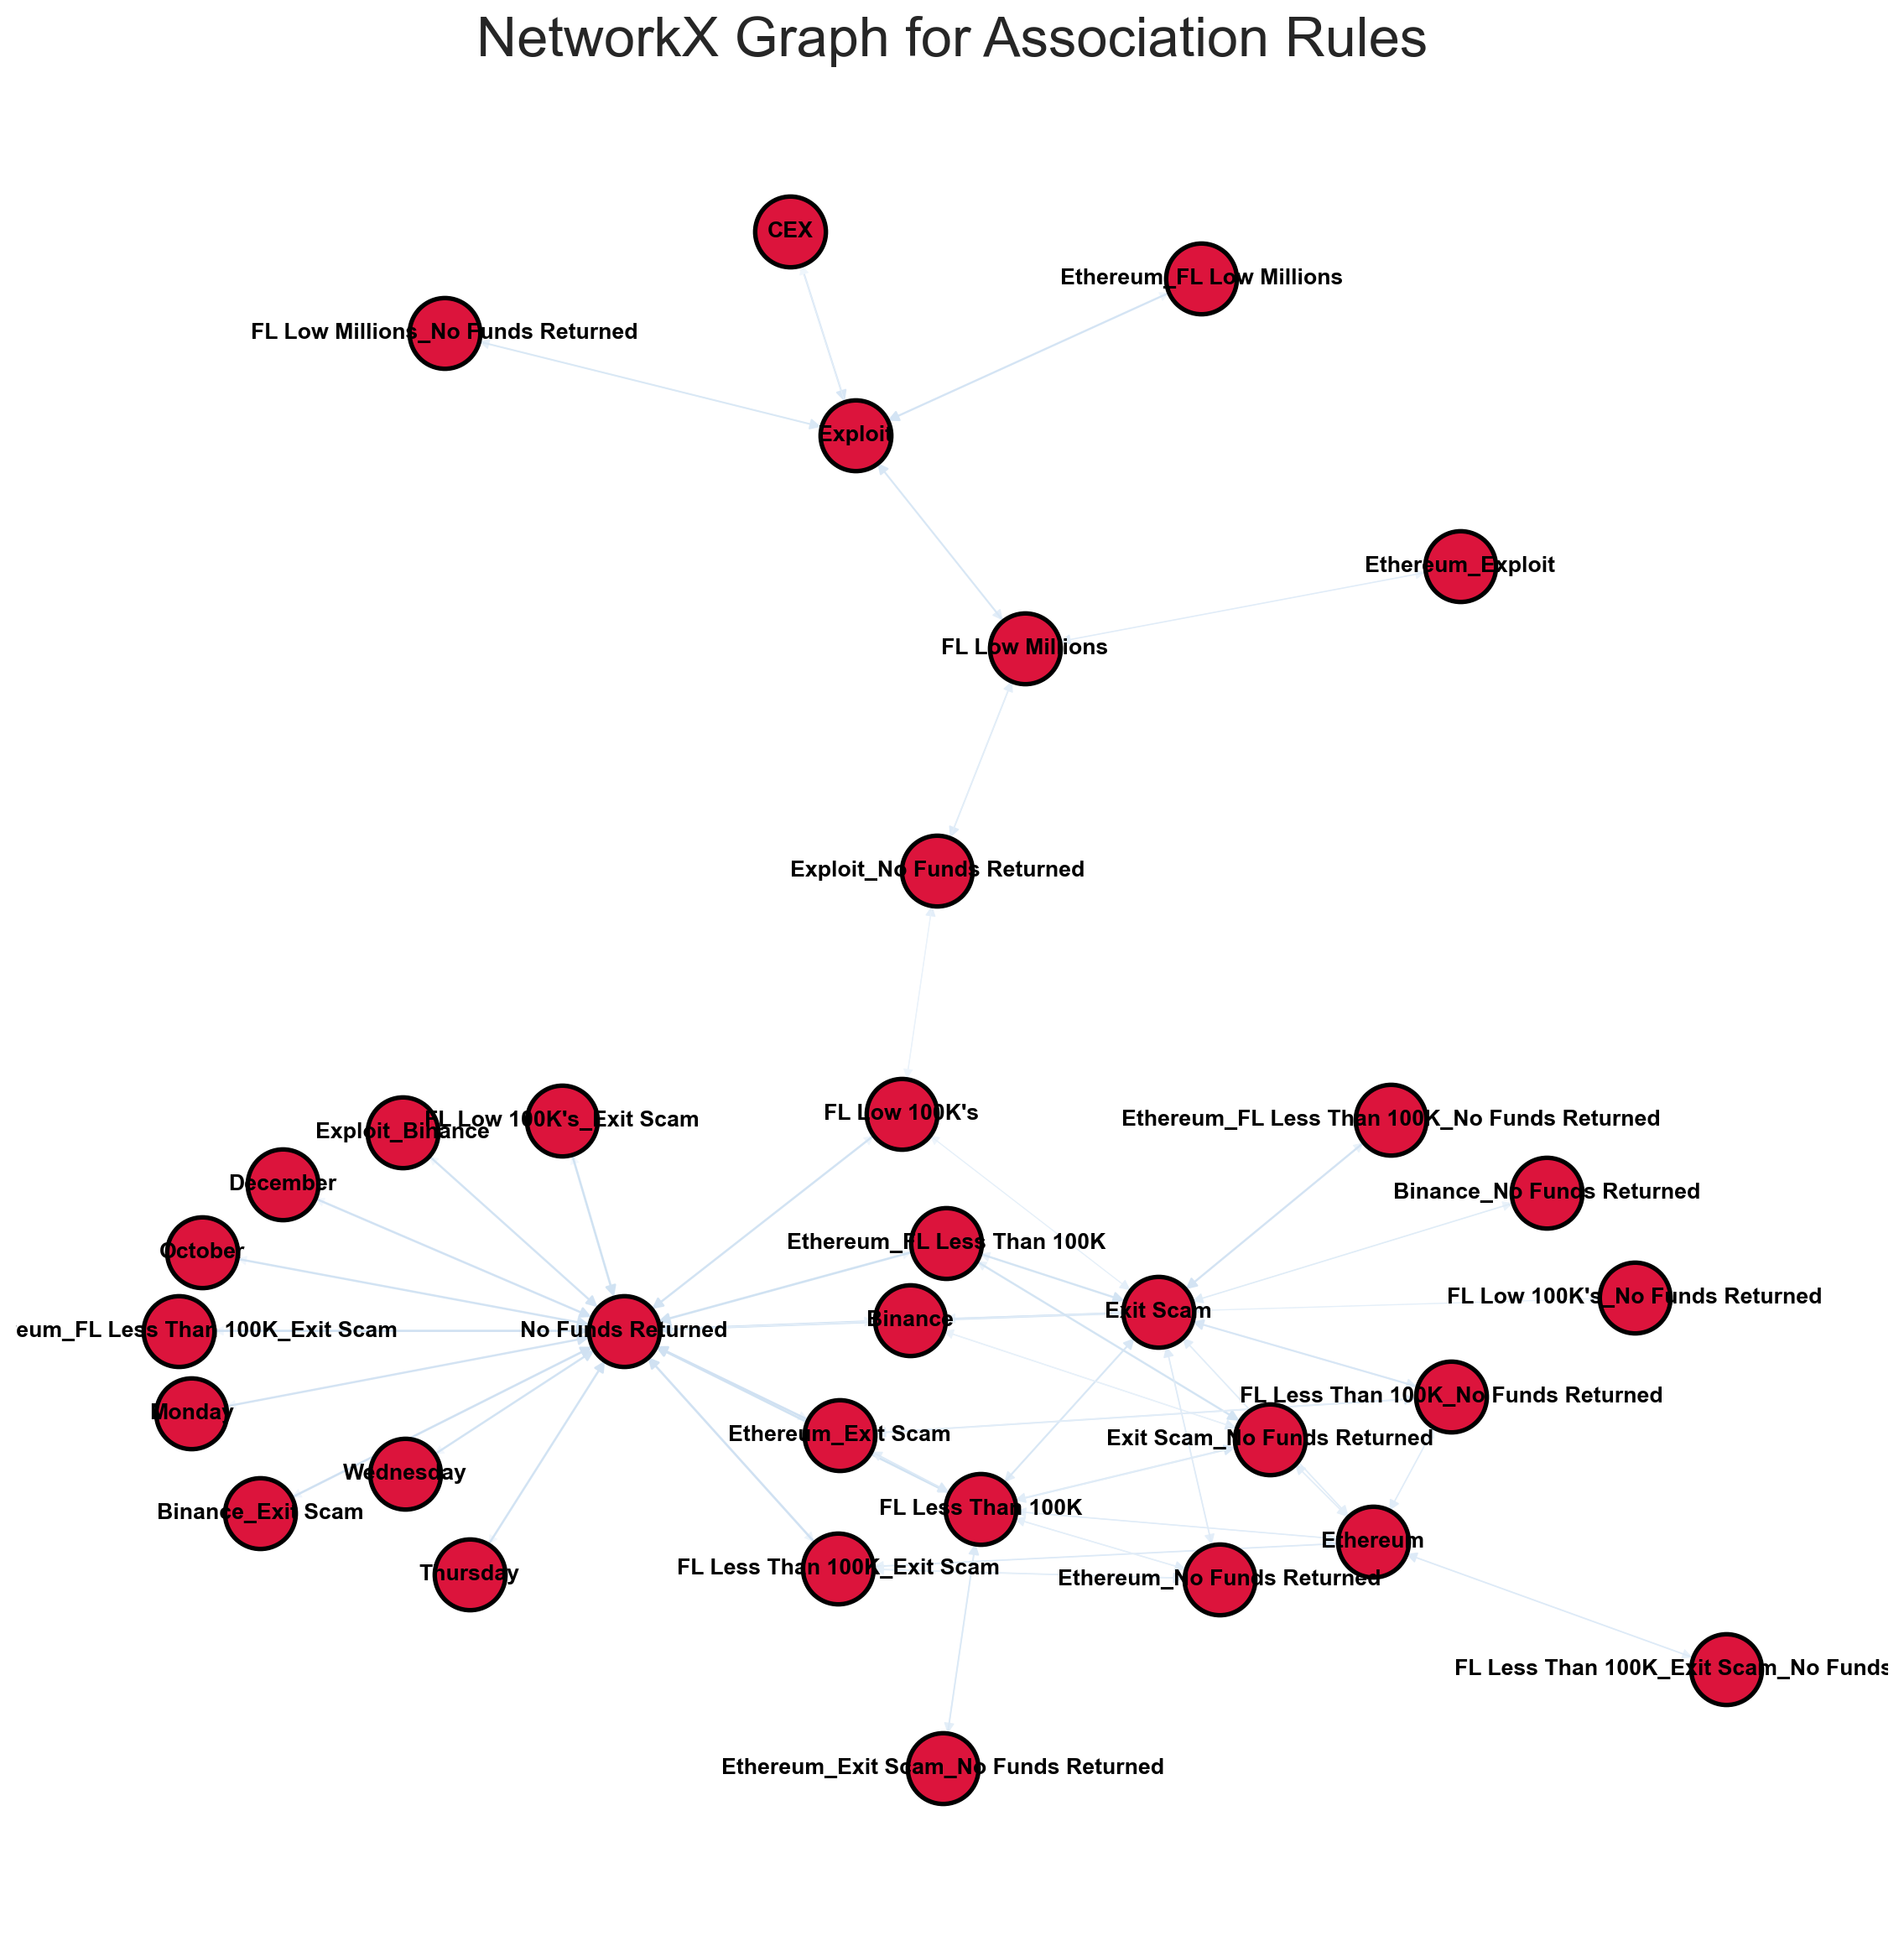 NetworkX Graph for Association Rules
CEX
Ethereum_FL Low Millions
FL Low Millions_No Funds Returned
Exploit
Ethereum_Exploit
FL Low Millions
Exploit_No Funds Returned
FL Low 100K's
FL Low 100K's_Exit Scam
Ethereum_FL Less Than 100K_No Funds Returned
Exploit_Binance
December
Binance_No Funds Returned
Ethereum_FL Less Than 100K
October
FL Low 100K's_No Funds Returned
Exit Scam
Binance
eum_FL Less Than 100K_Exit Scam
No Funds Returned
FL Less Than 100K_No Funds Returned
Monday
Ethereum_Exit Scam
Exit Scam_No Funds Returned
Wednesday
FL Less Than 100K
Binance_Exit Scam
Ethereum
FL Less Than 100K_Exit Scam
Thursday
Ethereum_No Funds Returned
FL Less Than 100K_Exit Scam_No Funds
Ethereum_Exit Scam_No Funds Returned